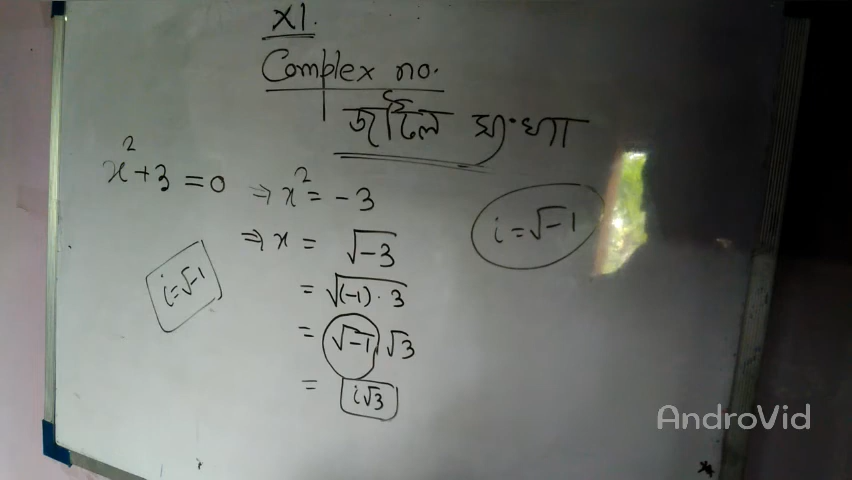 XI.
Complex no.
জটিল সংখ্যা
x² + 3 = 0 ⇒ x² = -3
⇒ x = √-3
= √(-1)·3
= √-1 √3
= i√3
i=√-1
i=√-1
AndroVid